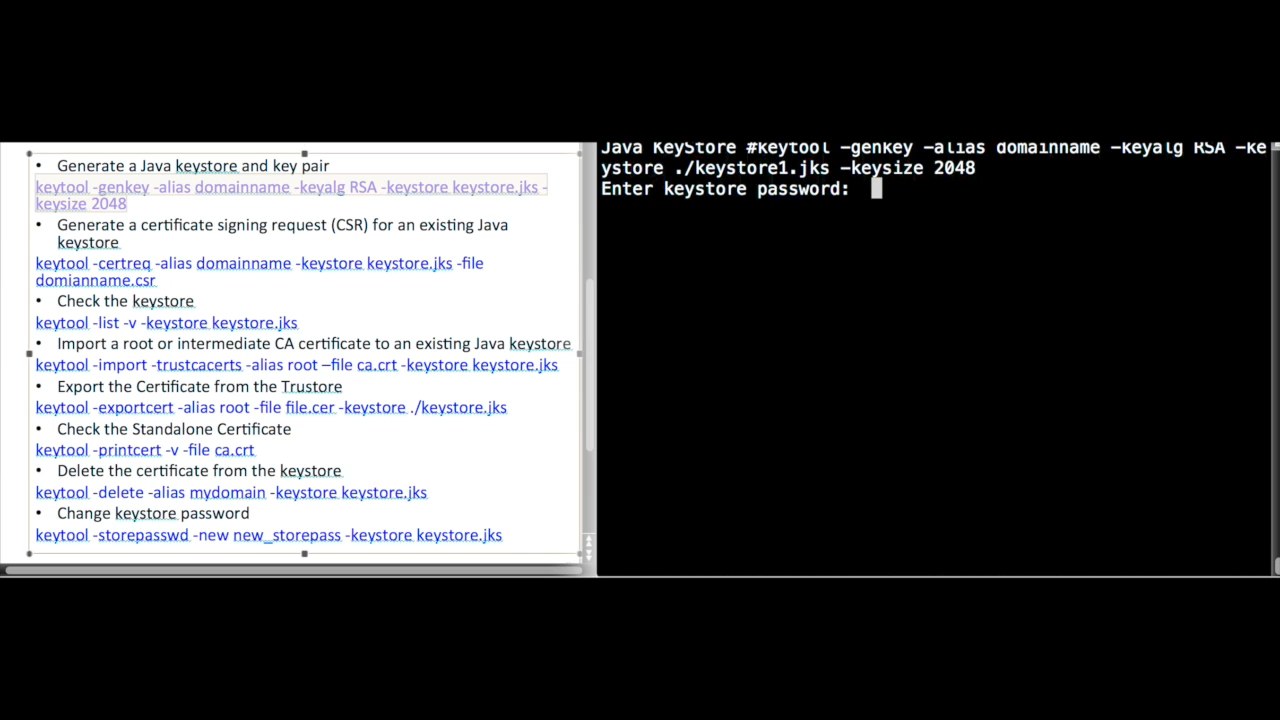 • Generate a Java keystore and key pair
keytool -genkey -alias domainname -keyalg RSA -keystore keystore.jks -
keysize 2048
• Generate a certificate signing request (CSR) for an existing Java
keystore
keytool -certreq -alias domainname -keystore keystore.jks -file
domianname.csr
• Check the keystore
keytool -list -v -keystore keystore.jks
• Import a root or intermediate CA certificate to an existing Java keystore
keytool -import -trustcacerts -alias root –file ca.crt -keystore keystore.jks
• Export the Certificate from the Trustore
keytool -exportcert -alias root -file file.cer -keystore ./keystore.jks
• Check the Standalone Certificate
keytool -printcert -v -file ca.crt
• Delete the certificate from the keystore
keytool -delete -alias mydomain -keystore keystore.jks
• Change keystore password
keytool -storepasswd -new new_storepass -keystore keystore.jks
Java KeyStore #keytool -genkey -alias domainname -keyalg RSA -ke
ystore ./keystore1.jks -keysize 2048
Enter keystore password: